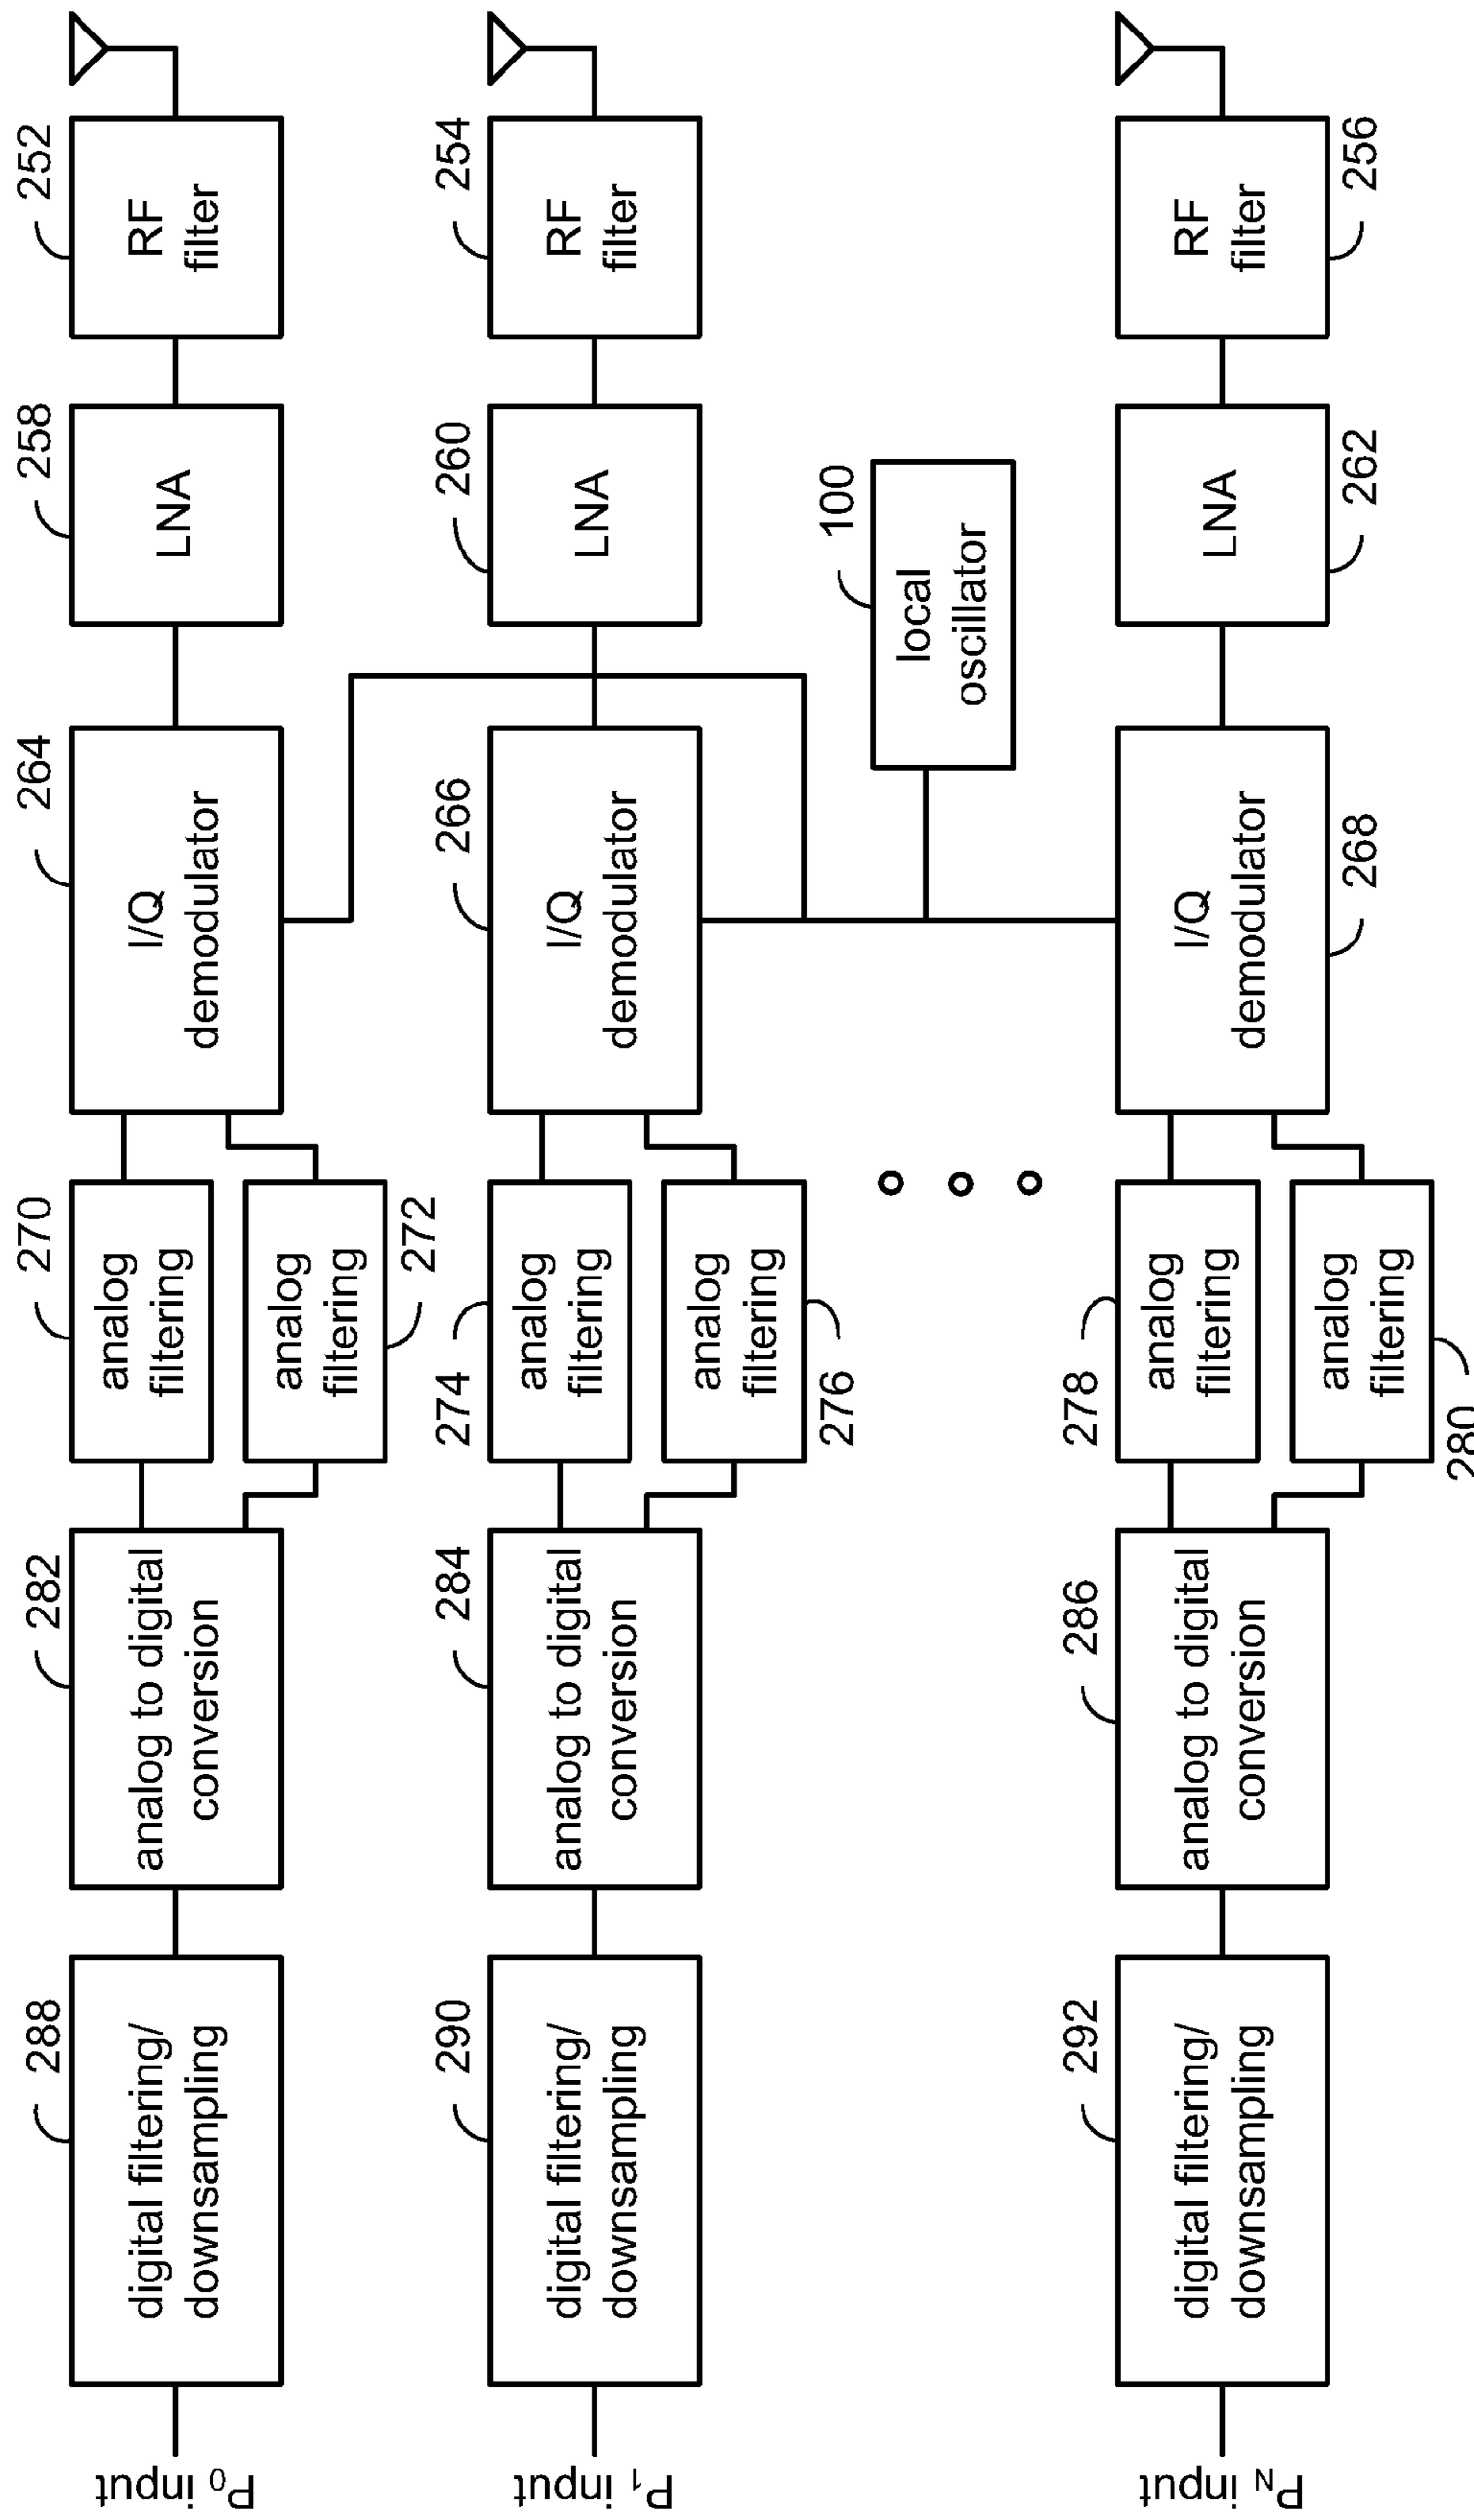 252
RF
filter
258
LNA
264
I/Q
demodulator
270
analog
filtering
272
analog
filtering
282
analog to digital
conversion
288
digital filtering/
downsampling
P0 input
254
RF
filter
260
LNA
266
I/Q
demodulator
274
analog
filtering
276
analog
filtering
284
analog to digital
conversion
290
digital filtering/
downsampling
P1 input
100
local
oscillator
256
RF
filter
262
LNA
268
I/Q
demodulator
278
analog
filtering
280
analog
filtering
286
analog to digital
conversion
292
digital filtering/
downsampling
PN input